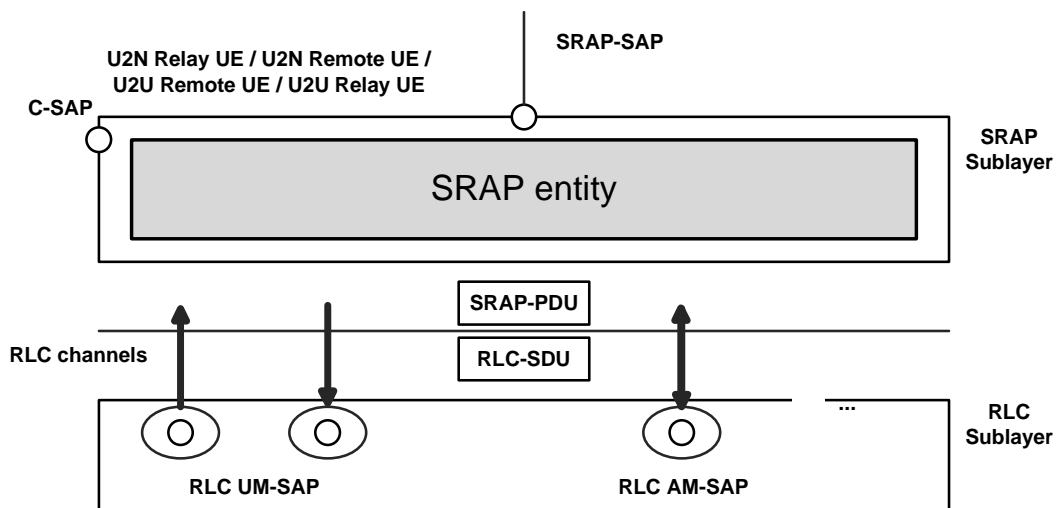 SRAP-SAP
U2N Relay UE / U2N Remote UE /
U2U Remote UE / U2U Relay UE
C-SAP
SRAP
Sublayer
SRAP entity
SRAP-PDU
RLC channels
RLC-SDU
...
RLC
Sublayer
RLC UM-SAP
RLC AM-SAP